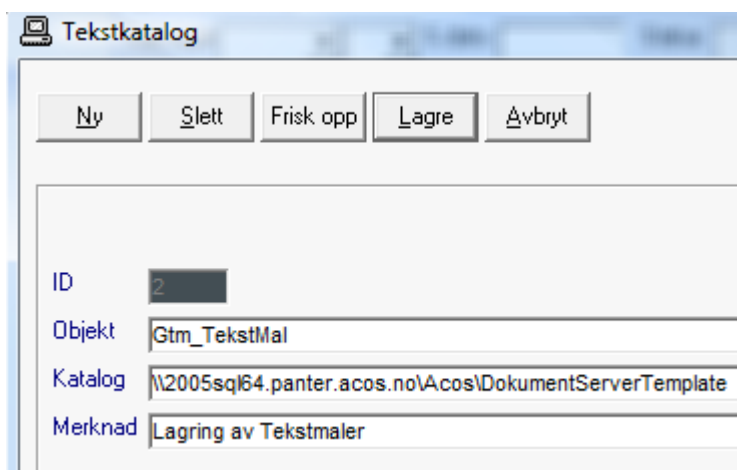 Tekstkatalog
Ny Slett Frisk opp Lagre Avbryt
ID 2
Objekt Gtm_TekstMal
Katalog \\2005sql64.panter.acos.no\Acos\DokumentServerTemplate
Merknad Lagring av Tekstmaler